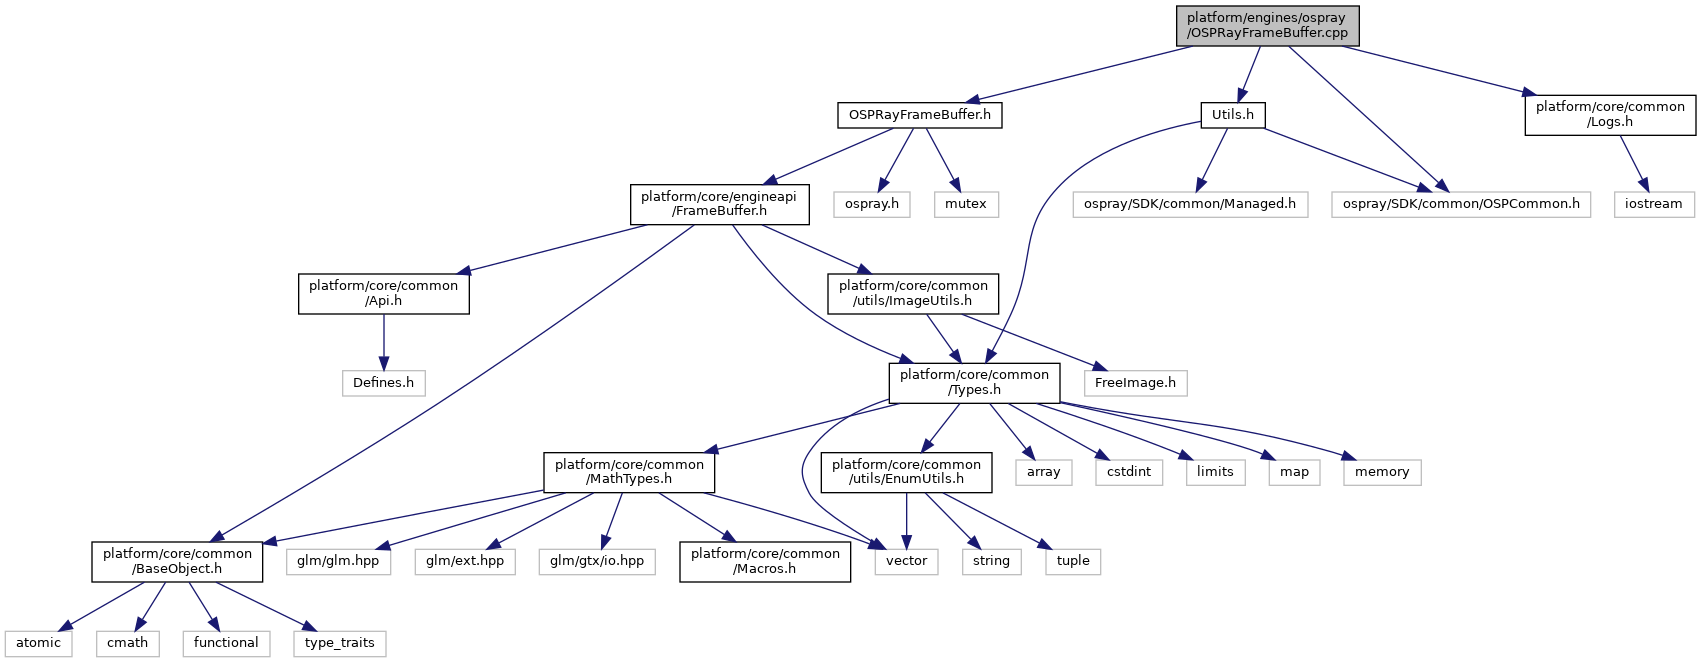 platform/engines/ospray
/OSPRayFrameBuffer.cpp
OSPRayFrameBuffer.h
Utils.h
platform/core/common
/Logs.h
platform/core/engineapi
/FrameBuffer.h
ospray.h
mutex
ospray/SDK/common/Managed.h
ospray/SDK/common/OSPCommon.h
iostream
platform/core/common
/Api.h
platform/core/common
/utils/ImageUtils.h
Defines.h
platform/core/common
/Types.h
FreeImage.h
platform/core/common
/MathTypes.h
platform/core/common
/utils/EnumUtils.h
array
cstdint
limits
map
memory
platform/core/common
/BaseObject.h
glm/glm.hpp
glm/ext.hpp
glm/gtx/io.hpp
platform/core/common
/Macros.h
vector
string
tuple
atomic
cmath
functional
type_traits